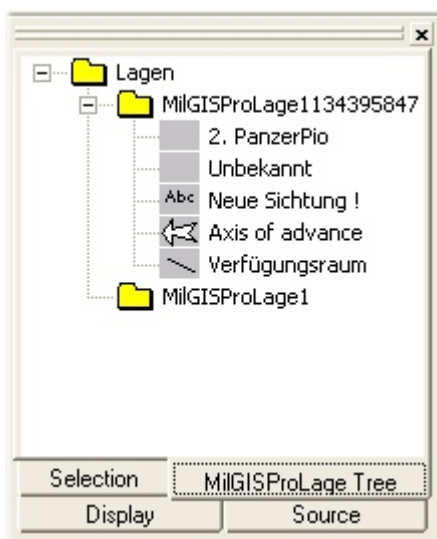 Lagen
MilGISProLage1134395847
2. PanzerPio
Unbekannt
Abc Neue Sichtung !
Axis of advance
Verfügungsraum
MilGISProLage1
Selection MilGISProLage Tree
Display Source